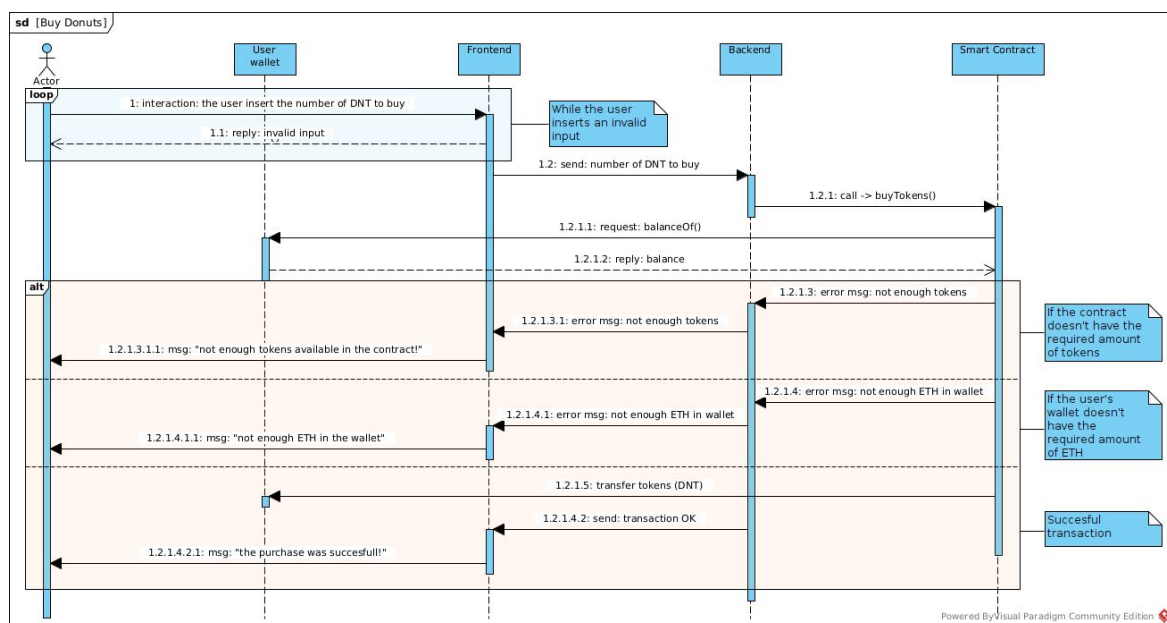 sd [Buy Donuts]
Actor
User
wallet
Frontend
Backend
Smart Contract
loop
1: interaction: the user insert the number of DNT to buy
While the user
inserts an invalid
input
1.1: reply: invalid input
1.2: send: number of DNT to buy
1.2.1: call -> buyTokens()
1.2.1.1: request: balanceOf()
1.2.1.2: reply: balance
alt
1.2.1.3: error msg: not enough tokens
1.2.1.3.1: error msg: not enough tokens
If the contract
doesn't have the
required amount
of tokens
1.2.1.3.1.1: msg: "not enough tokens available in the contract!"
1.2.1.4: error msg: not enough ETH in wallet
1.2.1.4.1: error msg: not enough ETH in wallet
If the user's
wallet doesn't
have the
required amount
of ETH
1.2.1.4.1.1: msg: "not enough ETH in the wallet"
1.2.1.5: transfer tokens (DNT)
1.2.1.4.2: send: transaction OK
Succesful
transaction
1.2.1.4.2.1: msg: "the purchase was succesfull!"
Powered ByVisual Paradigm Community Edition